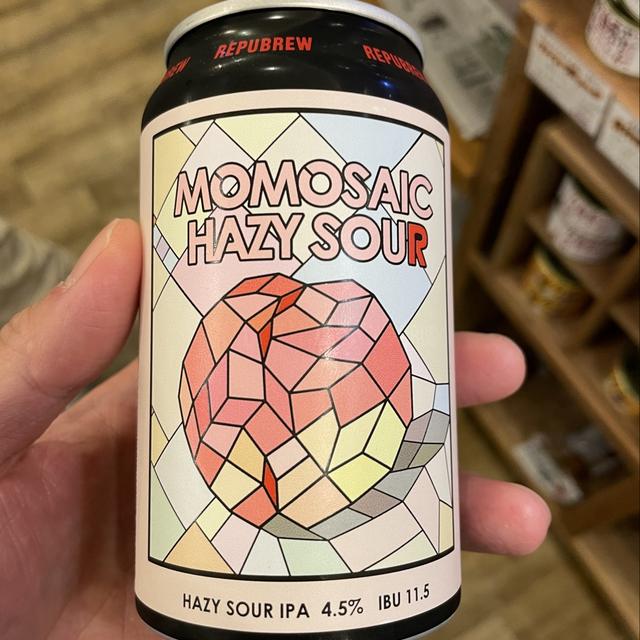 REPUBREW
MOMOSAIC
HAZY SOUR
HAZY SOUR IPA 4.5% IBU 11.5